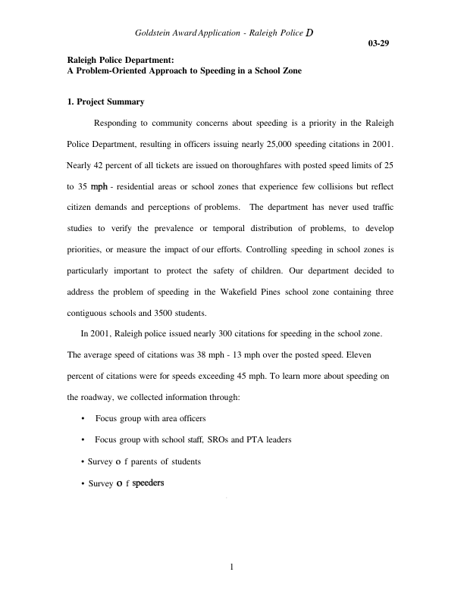 Goldstein Award Application - Raleigh Police D
03-29
Raleigh Police Department:
A Problem-Oriented Approach to Speeding in a School Zone
1. Project Summary
Responding to community concerns about speeding is a priority in the Raleigh
Police Department, resulting in officers issuing nearly 25,000 speeding citations in 2001.
Nearly 42 percent of all tickets are issued on thoroughfares with posted speed limits of 25
to 35 mph - residential areas or school zones that experience few collisions but reflect
citizen demands and perceptions of problems. The department has never used traffic
studies to verify the prevalence or temporal distribution of problems, to develop
priorities, or measure the impact of our efforts. Controlling speeding in school zones is
particularly important to protect the safety of children. Our department decided to
address the problem of speeding in the Wakefield Pines school zone containing three
contiguous schools and 3500 students.
In 2001, Raleigh police issued nearly 300 citations for speeding in the school zone.
The average speed of citations was 38 mph - 13 mph over the posted speed. Eleven
percent of citations were for speeds exceeding 45 mph. To learn more about speeding on
the roadway, we collected information through:
• Focus group with area officers
• Focus group with school staff, SROs and PTA leaders
• Survey o f parents of students
• Survey o f speeders
1